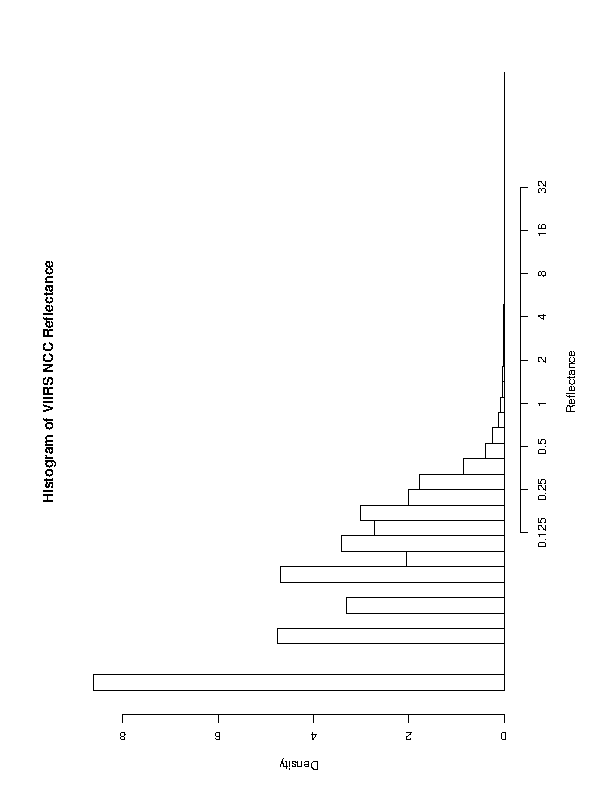 Histogram of VIIRS NCC Reflectance
Density
0 2 4 6 8
0.125 0.25 0.5 1 2 4 8 16 32
Reflectance